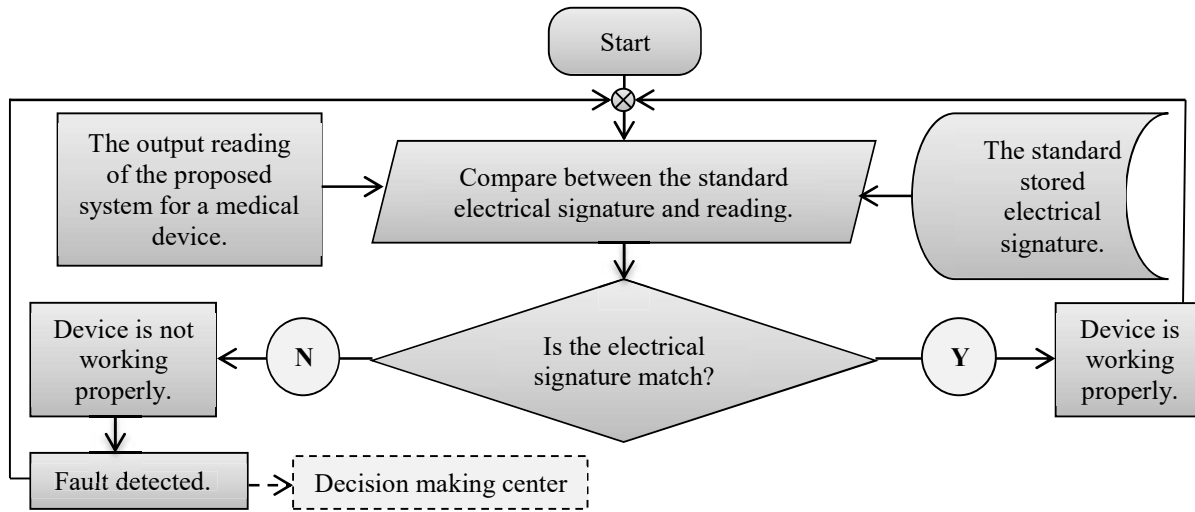 Start
The output reading
of the proposed
system for a medical
device.
Compare between the standard
electrical signature and reading.
The standard
stored
electrical
signature.
Device is not
working
properly.
N
Is the electrical
signature match?
Y
Device is
working
properly.
Fault detected.
Decision making center